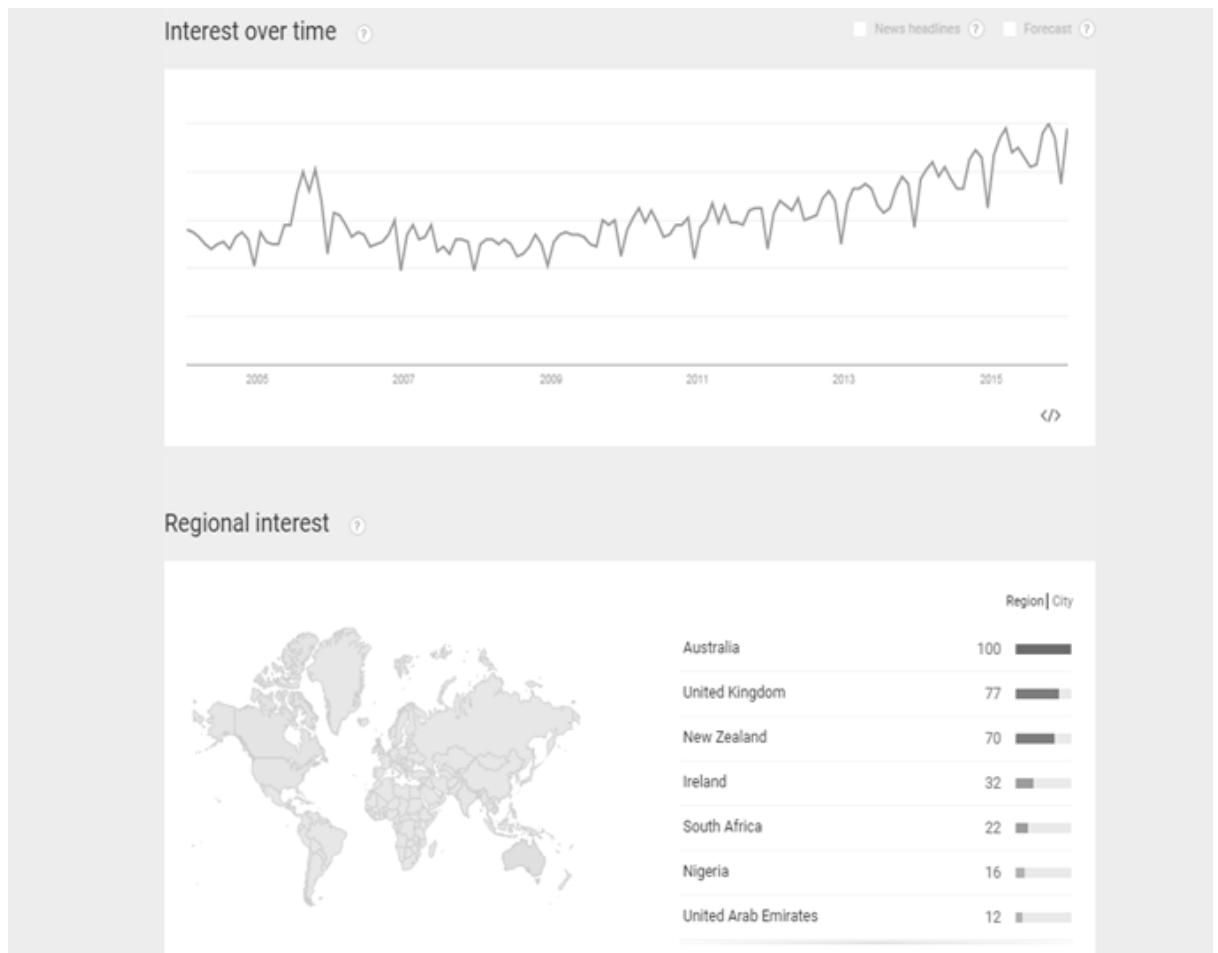 Interest over time ?
News headlines ? Forecast ?
2005 2007 2009 2011 2013 2015
</>
Regional interest ?
Region | City
Australia 100
United Kingdom 77
New Zealand 70
Ireland 32
South Africa 22
Nigeria 16
United Arab Emirates 12